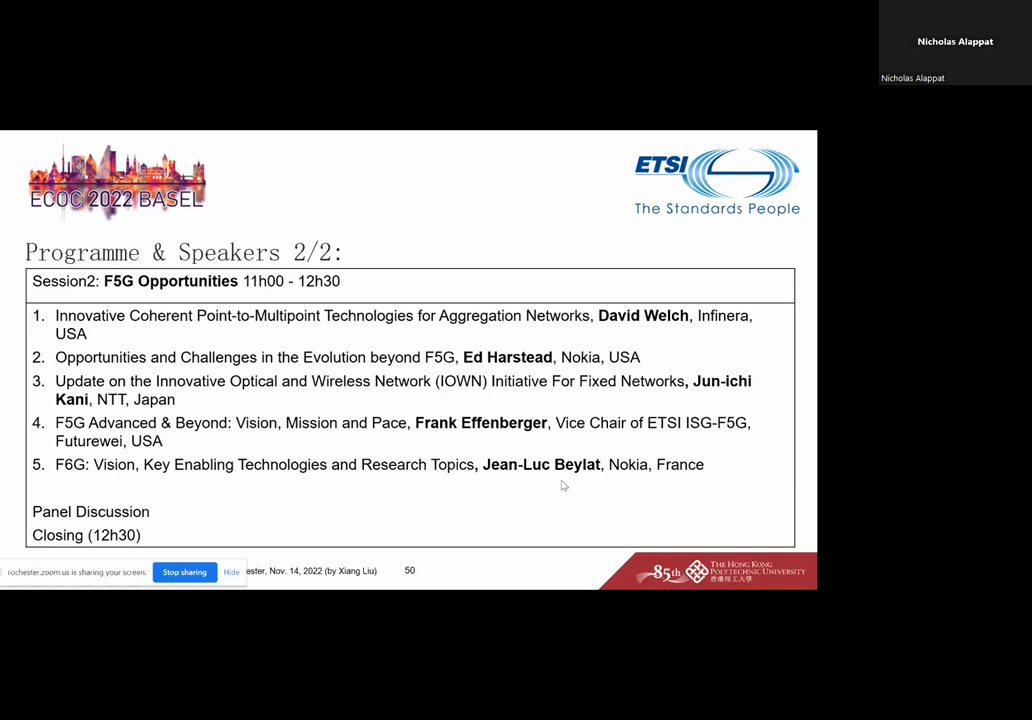 Nicholas Alappat
Nicholas Alappat
ECOC 2022 BASEL
ETSI
The Standards People
Programme & Speakers 2/2:
Session2: F5G Opportunities 11h00 - 12h30
1. Innovative Coherent Point-to-Multipoint Technologies for Aggregation Networks, David Welch, Infinera,
USA
2. Opportunities and Challenges in the Evolution beyond F5G, Ed Harstead, Nokia, USA
3. Update on the Innovative Optical and Wireless Network (IOWN) Initiative For Fixed Networks, Jun-ichi
Kani, NTT, Japan
4. F5G Advanced & Beyond: Vision, Mission and Pace, Frank Effenberger, Vice Chair of ETSI ISG-F5G,
Futurewei, USA
5. F6G: Vision, Key Enabling Technologies and Research Topics, Jean-Luc Beylat, Nokia, France
Panel Discussion
Closing (12h30)
rochester.zoom.us is sharing your screen. Stop sharing Hide
ester, Nov. 14, 2022 (by Xiang Liu) 50
85th
THE HONG KONG
POLYTECHNIC UNIVERSITY
香港理工大學